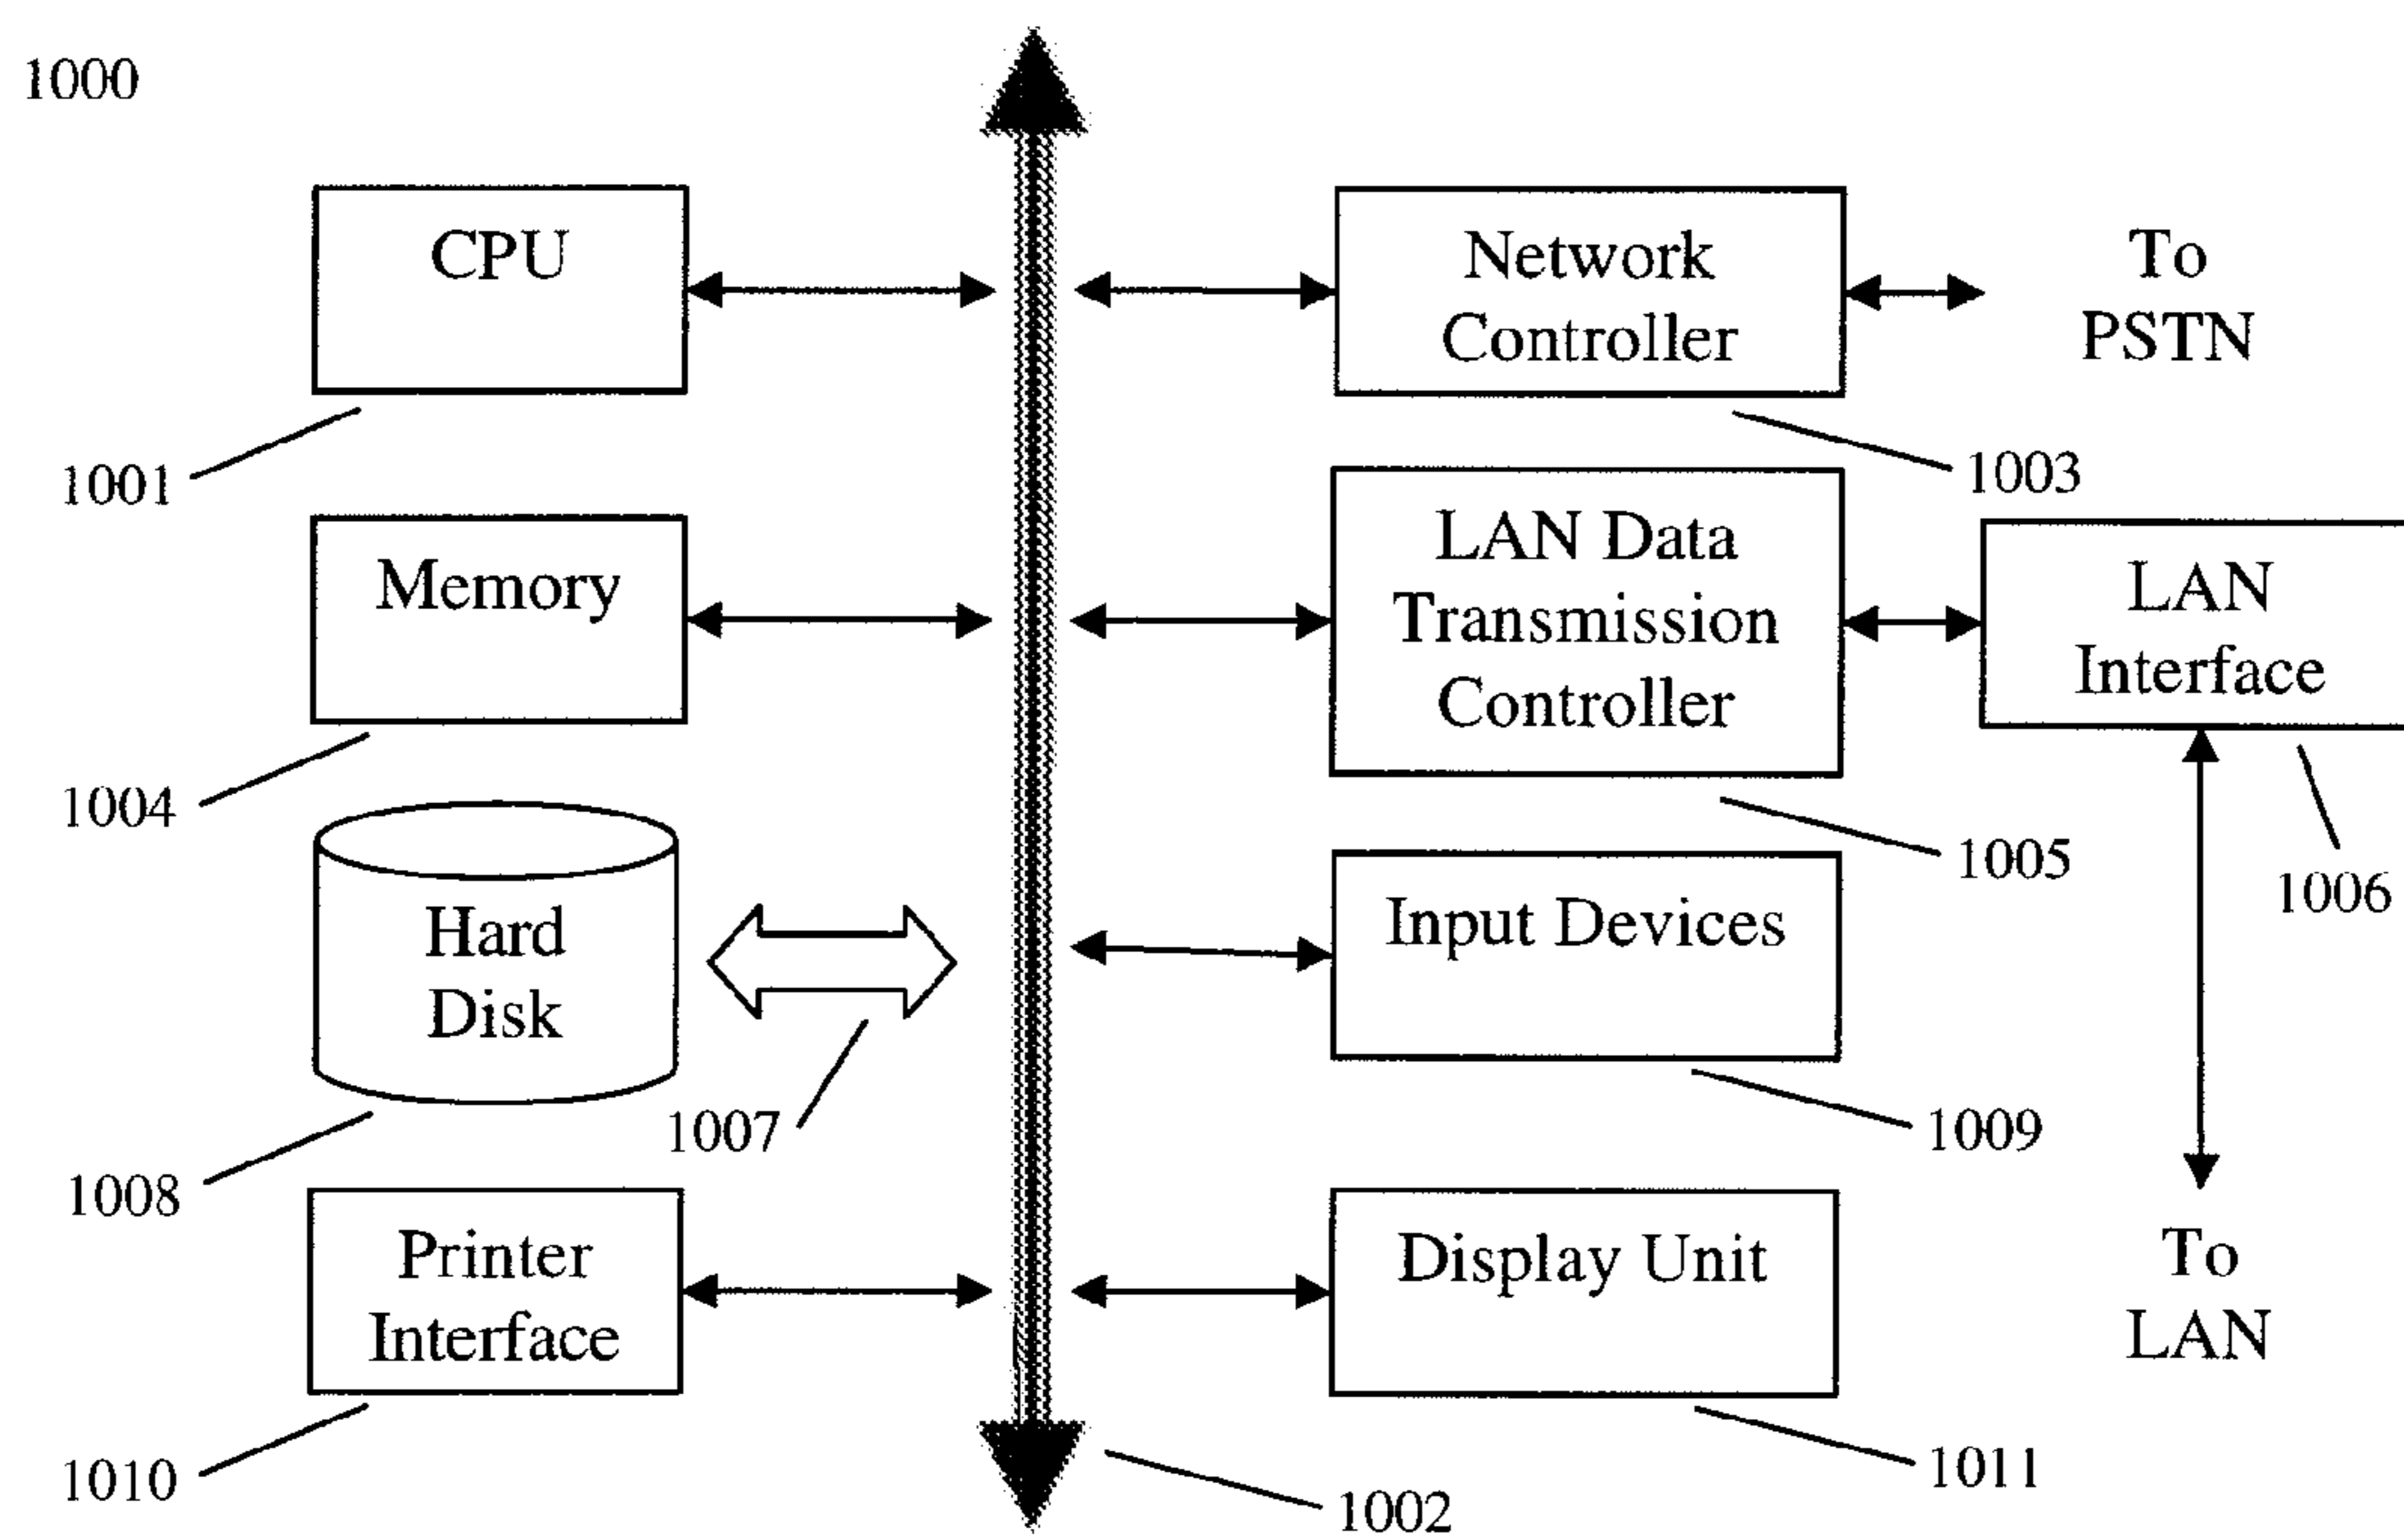 1000
CPU
Network
Controller
To
PSTN
1001
1003
Memory
LAN Data
Transmission
Controller
LAN
Interface
1004
1005
1006
Hard
Disk
Input Devices
1007
1009
1008
Printer
Interface
Display Unit
To
LAN
1010
1011
1002